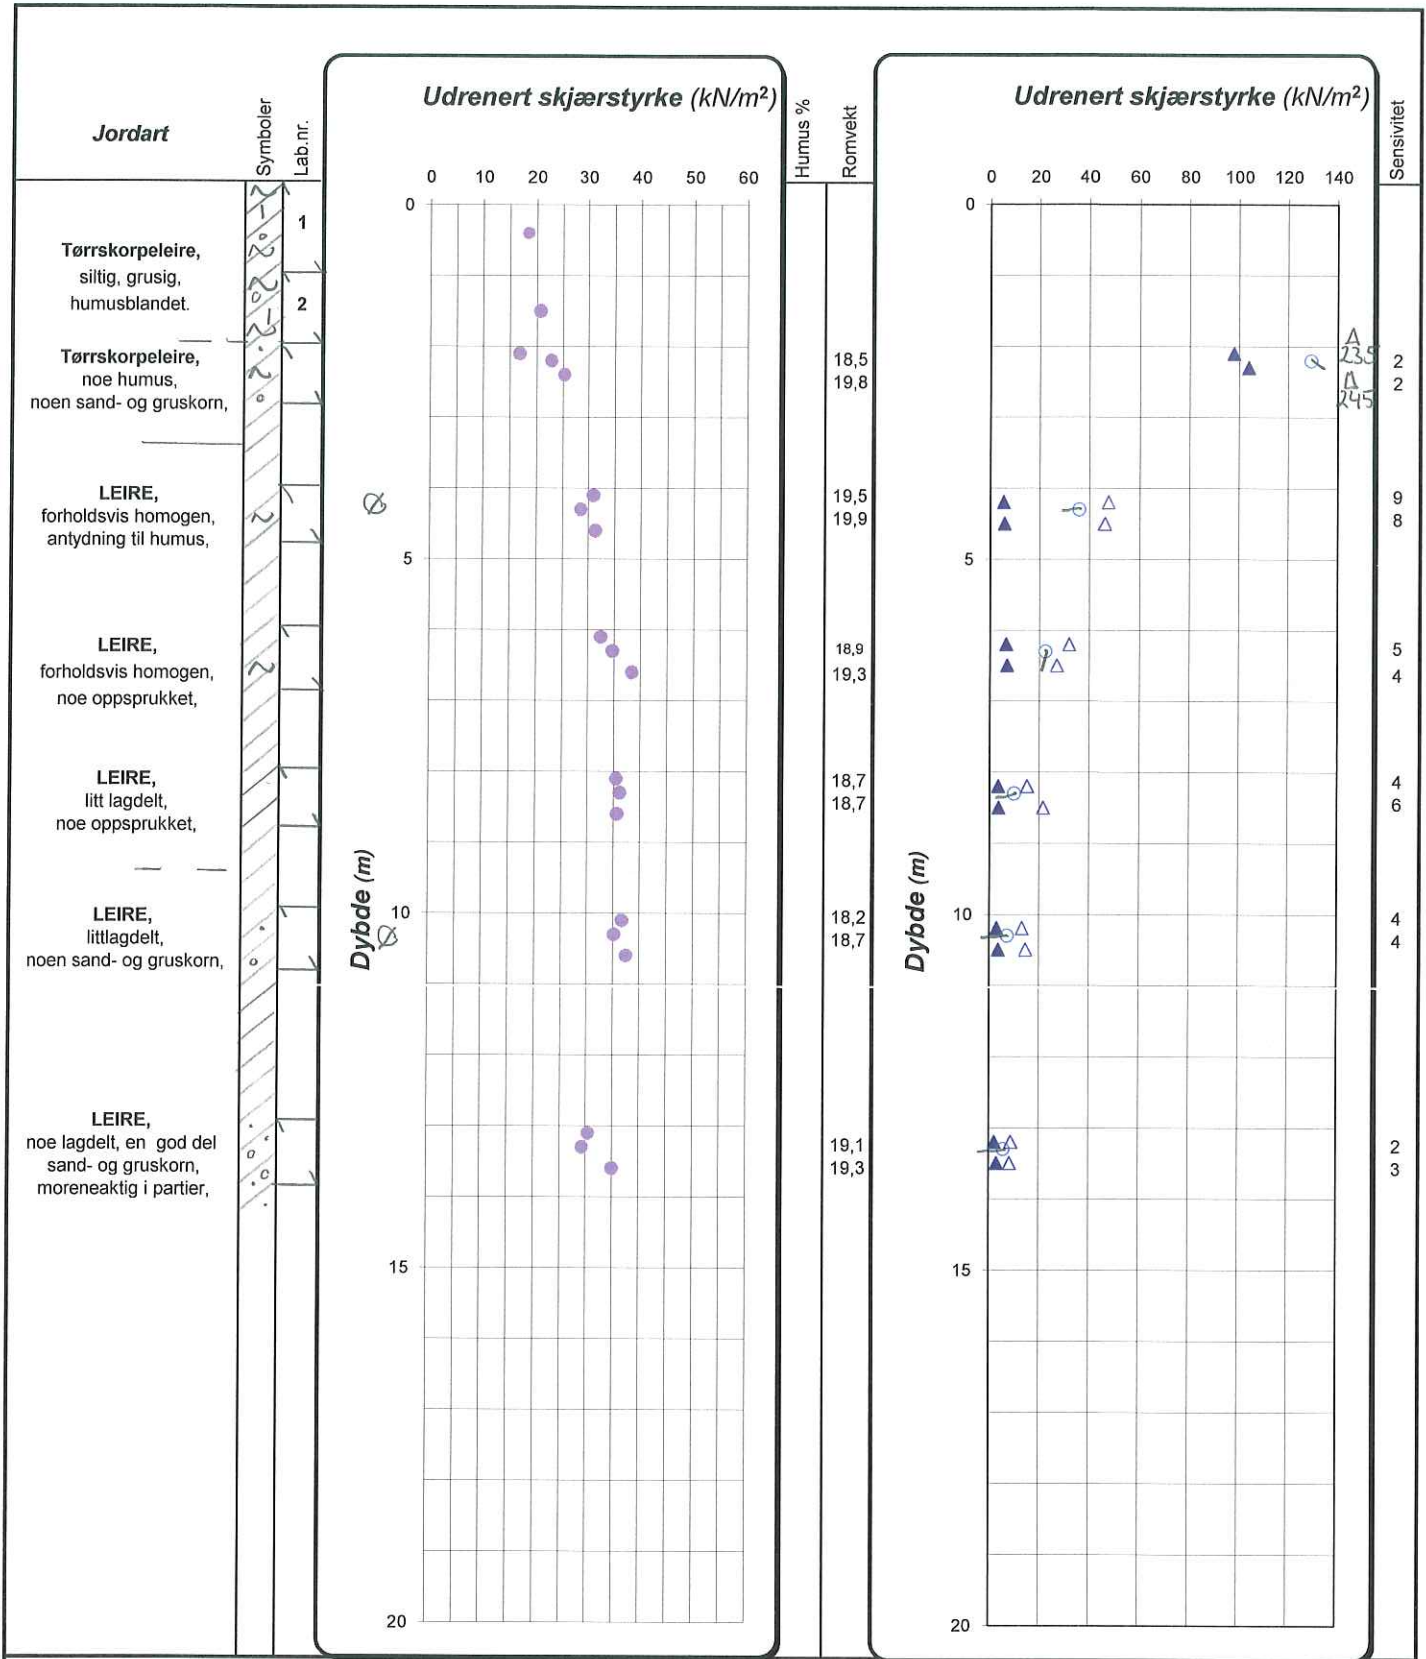 Jordart
Symboler
Lab.nr.
Udrenert skjærstyrke (kN/m²)
Humus %
Romvekt
Udrenert skjærstyrke (kN/m²)
Sensivitet
0 10 20 30 40 50 60
0 20 40 60 80 100 120 140
0
5
10
15
20
Dybde (m)
0
5
10
15
20
Dybde (m)
1
Tørrskorpeleire,
siltig, grusig,
humusblandet.
2
Tørrskorpeleire,
noe humus,
noen sand- og gruskorn,
18,5
19,8
235
245
2
2
LEIRE,
forholdsvis homogen,
antydning til humus,
19,5
19,9
9
8
LEIRE,
forholdsvis homogen,
noe oppsprukket,
18,9
19,3
5
4
LEIRE,
litt lagdelt,
noe oppsprukket,
18,7
18,7
4
6
LEIRE,
littlagdelt,
noen sand- og gruskorn,
18,2
18,7
4
4
LEIRE,
noe lagdelt, en god del
sand- og gruskorn,
moreneaktig i partier,
19,1
19,3
2
3